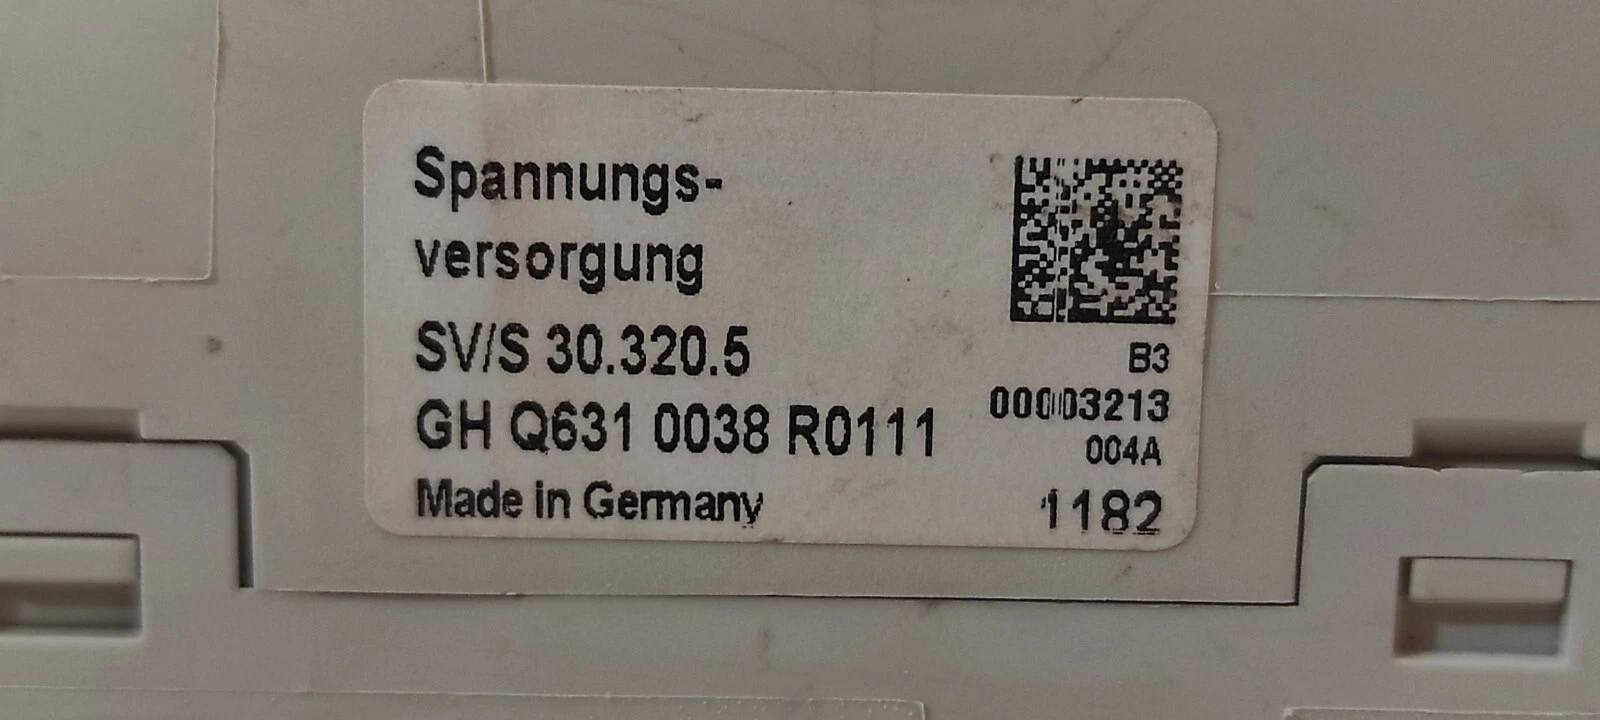 Spannungs-
versorgung
SV/S 30.320.5
GH Q631 0038 R0111
Made in Germany
B3
00003213
004A
1182